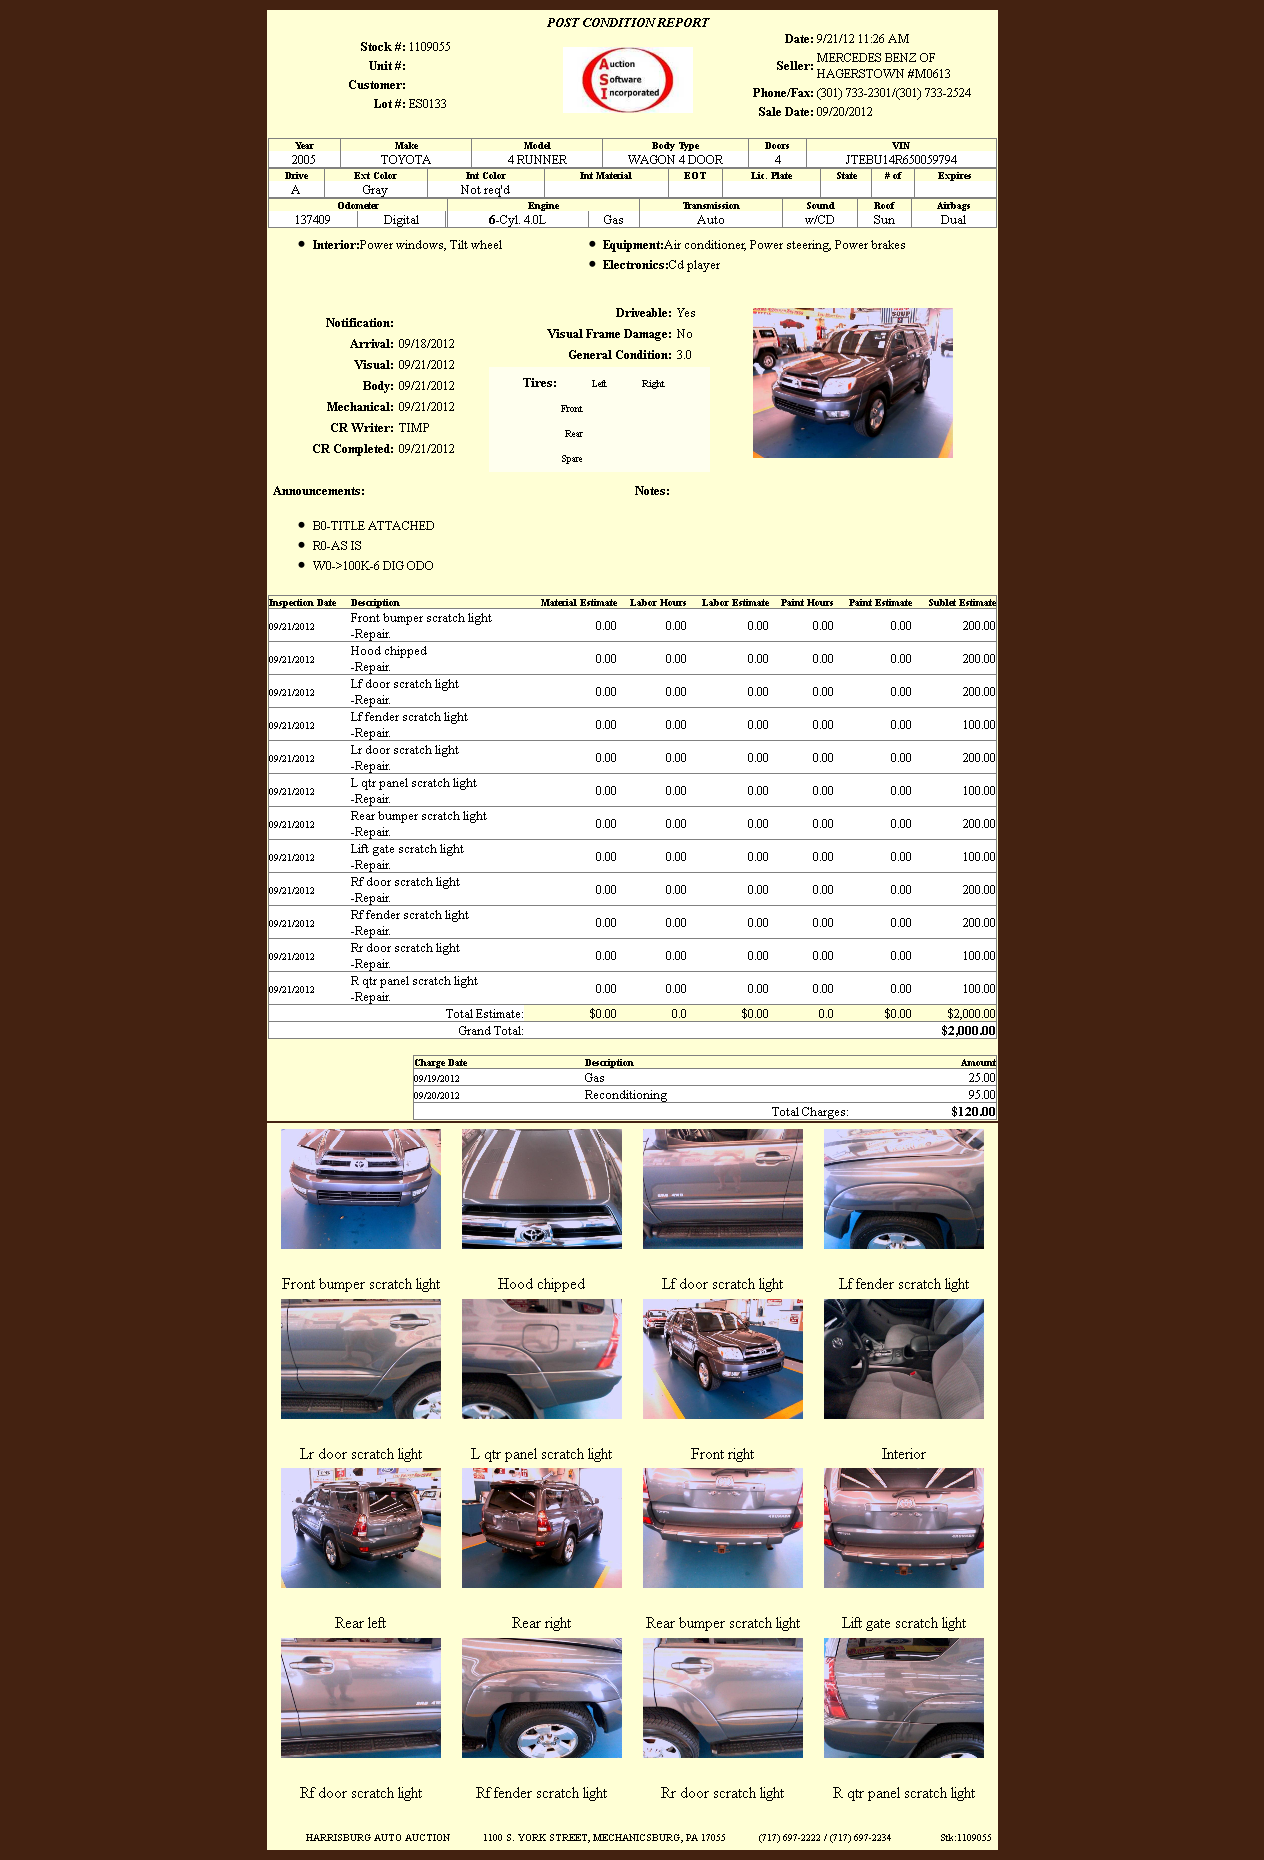 POST CONDITION REPORT
Stock #: 1109055
Unit #:
Customer:
Lot #: ES0133
Auction
Software
Incorporated
Date: 9/21/12 11:26 AM
Seller: MERCEDES BENZ OF
HAGERSTOWN #M0613
Phone/Fax: (301) 733-2301/(301) 733-2524
Sale Date: 09/20/2012
Year Make Model Body Type Doors VIN
2005 TOYOTA 4 RUNNER WAGON 4 DOOR 4 JTEBU14R650059794
Drive Ext Color Int Color Int Material EOT Lic. Plate State # of Expires
A Gray Not req'd
Odometer Engine Transmission Sound Roof Airbags
137409 Digital 6-Cyl. 4.0L Gas Auto w/CD Sun Dual
Interior:Power windows, Tilt wheel
Equipment:Air conditioner, Power steering, Power brakes
Electronics:Cd player
Notification:
Arrival: 09/18/2012
Visual: 09/21/2012
Body: 09/21/2012
Mechanical: 09/21/2012
CR Writer: TIMP
CR Completed: 09/21/2012
Driveable: Yes
Visual Frame Damage: No
General Condition: 3.0
Tires: Left Right
Front
Rear
Spare
Announcements:
B0-TITLE ATTACHED
R0-AS IS
W0->100K-6 DIG ODO
Notes:
Inspection Date Description Material Estimate Labor Hours Labor Estimate Paint Hours Paint Estimate Sublet Estimate
09/21/2012 Front bumper scratch light 0.00 0.00 0.00 0.00 0.00 200.00
-Repair.
09/21/2012 Hood chipped 0.00 0.00 0.00 0.00 0.00 200.00
-Repair.
09/21/2012 Lf door scratch light 0.00 0.00 0.00 0.00 0.00 200.00
-Repair.
09/21/2012 Lf fender scratch light 0.00 0.00 0.00 0.00 0.00 100.00
-Repair.
09/21/2012 Lr door scratch light 0.00 0.00 0.00 0.00 0.00 200.00
-Repair.
09/21/2012 L qtr panel scratch light 0.00 0.00 0.00 0.00 0.00 100.00
-Repair.
09/21/2012 Rear bumper scratch light 0.00 0.00 0.00 0.00 0.00 200.00
-Repair.
09/21/2012 Lift gate scratch light 0.00 0.00 0.00 0.00 0.00 100.00
-Repair.
09/21/2012 Rf door scratch light 0.00 0.00 0.00 0.00 0.00 200.00
-Repair.
09/21/2012 Rf fender scratch light 0.00 0.00 0.00 0.00 0.00 200.00
-Repair.
09/21/2012 Rr door scratch light 0.00 0.00 0.00 0.00 0.00 100.00
-Repair.
09/21/2012 R qtr panel scratch light 0.00 0.00 0.00 0.00 0.00 100.00
-Repair.
Total Estimate: $0.00 0.0 $0.00 0.0 $0.00 $2,000.00
Grand Total: $2,000.00
Charge Date Description Amount
09/19/2012 Gas 25.00
09/20/2012 Reconditioning 95.00
Total Charges: $120.00
Front bumper scratch light Hood chipped Lf door scratch light Lf fender scratch light
Lr door scratch light L qtr panel scratch light Front right Interior
Rear left Rear right Rear bumper scratch light Lift gate scratch light
Rf door scratch light Rf fender scratch light Rr door scratch light R qtr panel scratch light
HARRISBURG AUTO AUCTION 1100 S. YORK STREET, MECHANICSBURG, PA 17055 (717) 697-2222 / (717) 697-2234 Stk:1109055